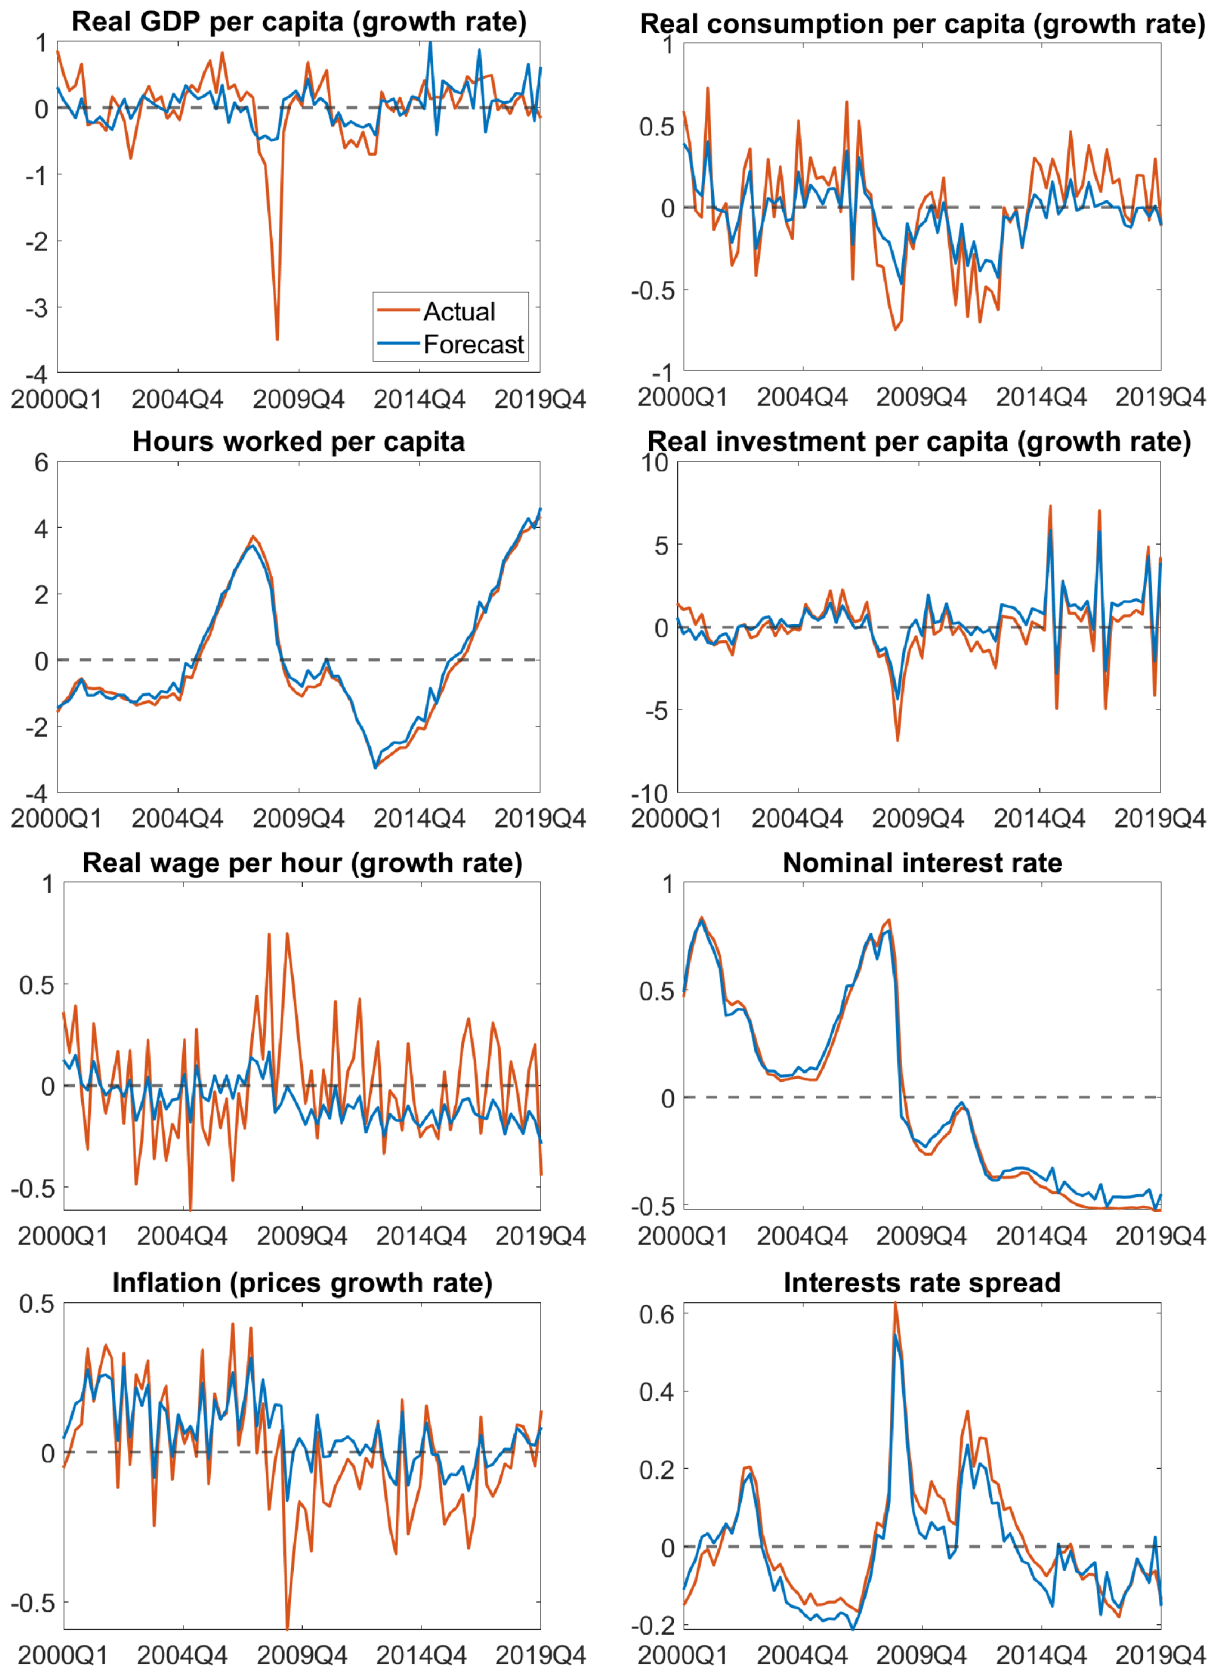 Real GDP per capita (growth rate)
1
0
-1
-2
-3
-4
Actual
Forecast
2000Q1 2004Q4 2009Q4 2014Q4 2019Q4
Real consumption per capita (growth rate)
1
0.5
0
-0.5
-1
2000Q1 2004Q4 2009Q4 2014Q4 2019Q4
Hours worked per capita
6
4
2
0
-2
-4
2000Q1 2004Q4 2009Q4 2014Q4 2019Q4
Real investment per capita (growth rate)
10
5
0
-5
-10
2000Q1 2004Q4 2009Q4 2014Q4 2019Q4
Real wage per hour (growth rate)
1
0.5
0
-0.5
2000Q1 2004Q4 2009Q4 2014Q4 2019Q4
Nominal interest rate
1
0.5
0
-0.5
2000Q1 2004Q4 2009Q4 2014Q4 2019Q4
Inflation (prices growth rate)
0.5
0
-0.5
2000Q1 2004Q4 2009Q4 2014Q4 2019Q4
Interests rate spread
0.6
0.4
0.2
0
-0.2
2000Q1 2004Q4 2009Q4 2014Q4 2019Q4